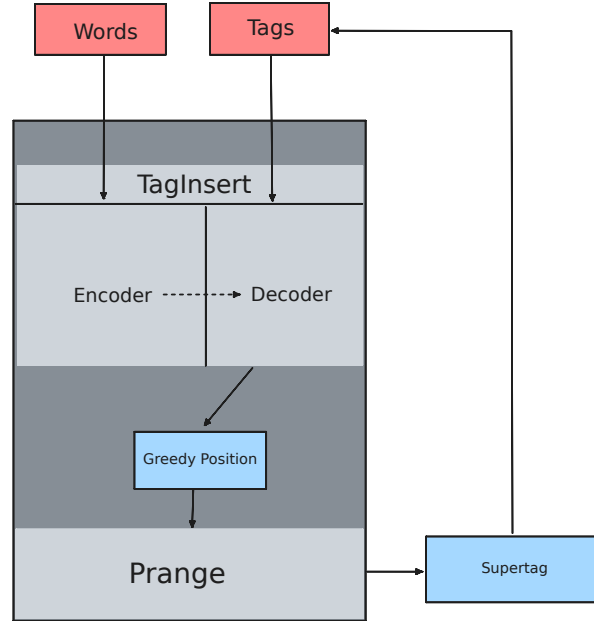 Words
Tags
TagInsert
Encoder
Decoder
Greedy Position
Prange
Supertag